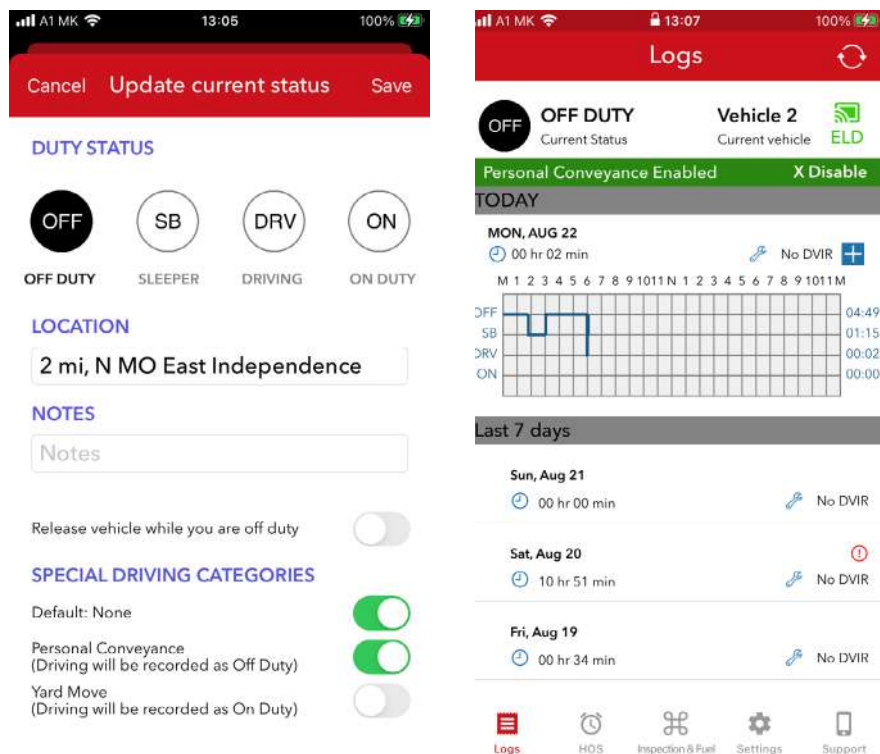 A1 MK 13:05 100%
Cancel Update current status Save
DUTY STATUS
OFF SB DRV ON
OFF DUTY SLEEPER DRIVING ON DUTY
LOCATION
2 mi, N MO East Independence
NOTES
Notes
Release vehicle while you are off duty
SPECIAL DRIVING CATEGORIES
Default: None
Personal Conveyance
(Driving will be recorded as Off Duty)
Yard Move
(Driving will be recorded as On Duty)
A1 MK 13:07 100%
Logs
OFF OFF DUTY Vehicle 2
Current Status Current vehicle ELD
Personal Conveyance Enabled X Disable
TODAY
MON, AUG 22
00 hr 02 min No DVIR
M 1 2 3 4 5 6 7 8 9 10 11 N 1 2 3 4 5 6 7 8 9 10 11 M
OFF 04:49
SB 01:15
DRV 00:02
ON 00:00
Last 7 days
Sun, Aug 21
00 hr 00 min No DVIR
Sat, Aug 20
10 hr 51 min No DVIR
Fri, Aug 19
00 hr 34 min No DVIR
Logs HOS Inspection & Fuel Settings Support